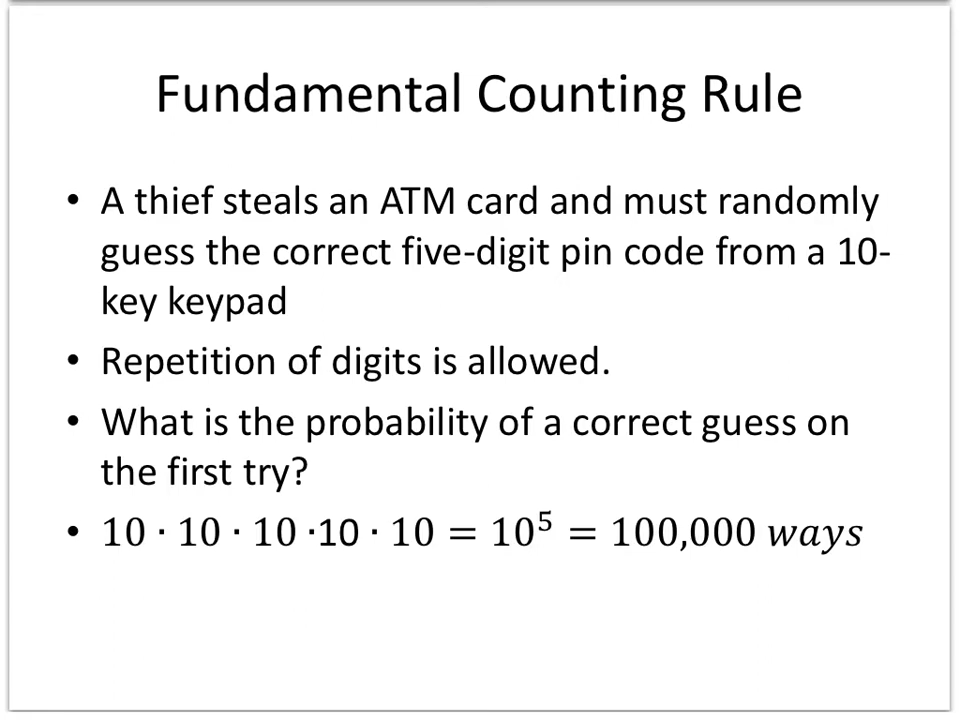 Fundamental Counting Rule
• A thief steals an ATM card and must randomly
guess the correct five-digit pin code from a 10-
key keypad
• Repetition of digits is allowed.
• What is the probability of a correct guess on
the first try?
• 10 · 10 · 10 ·10 · 10 = 10⁵ = 100,000 ways